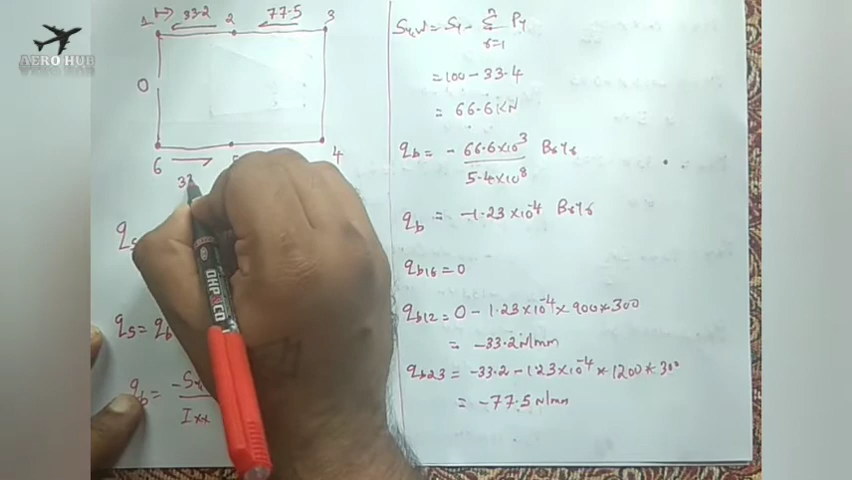 AERO HUB
1 33.2 2 77.5 3
0
6 4
33
qs
qs = qb
qb = -Sy
Ixx
Sy,w = Sy - Σ Py
n
r=1
= 100 - 33.4
= 66.6 KN
qb = - 66.6×10³ Br Yr
5.4×10⁸
qb = -1.23×10⁻⁴ Br Yr
qb16 = 0
qb12 = 0 - 1.23×10⁻⁴ × 900 × 300
= -33.2 N/mm
qb23 = -33.2 - 1.23×10⁻⁴ × 1200 × 300
= -77.5 N/mm
OHP